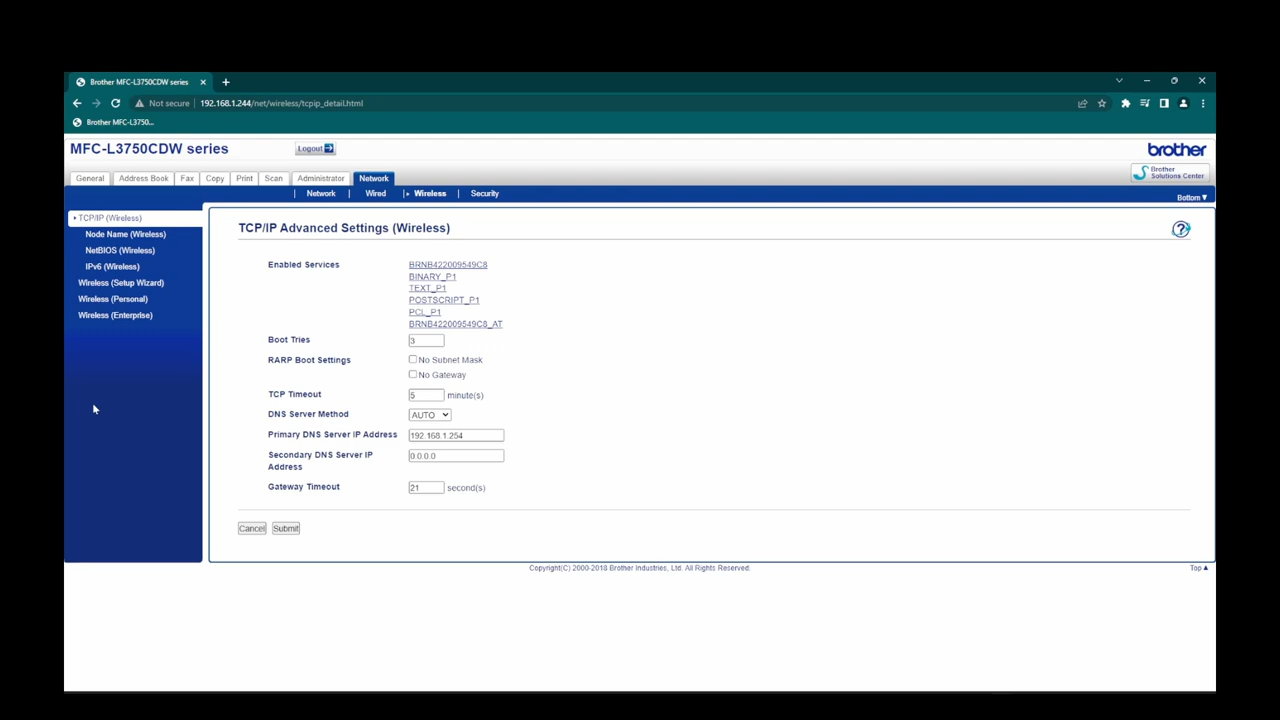 Brother MFC-L3750CDW series
Not secure 192.168.1.244/net/wireless/tcpip_detail.html
Brother MFC-L3750...
MFC-L3750CDW series
Logout
brother
General
Address Book
Fax
Copy
Print
Scan
Administrator
Network
Brother
Solutions Center
Network | Wired | Wireless | Security
Bottom▼
TCP/IP (Wireless)
Node Name (Wireless)
NetBIOS (Wireless)
IPv6 (Wireless)
Wireless (Setup Wizard)
Wireless (Personal)
Wireless (Enterprise)
TCP/IP Advanced Settings (Wireless)
Enabled Services
BRNB422009549C8
BINARY_P1
TEXT_P1
POSTSCRIPT_P1
PCL_P1
BRNB422009549C8_AT
Boot Tries 3
RARP Boot Settings
No Subnet Mask
No Gateway
TCP Timeout 5 minute(s)
DNS Server Method AUTO
Primary DNS Server IP Address 192.168.1.254
Secondary DNS Server IP
Address
0.0.0.0
Gateway Timeout 21 second(s)
Cancel Submit
Copyright(C) 2000-2018 Brother Industries, Ltd. All Rights Reserved.
Top▲